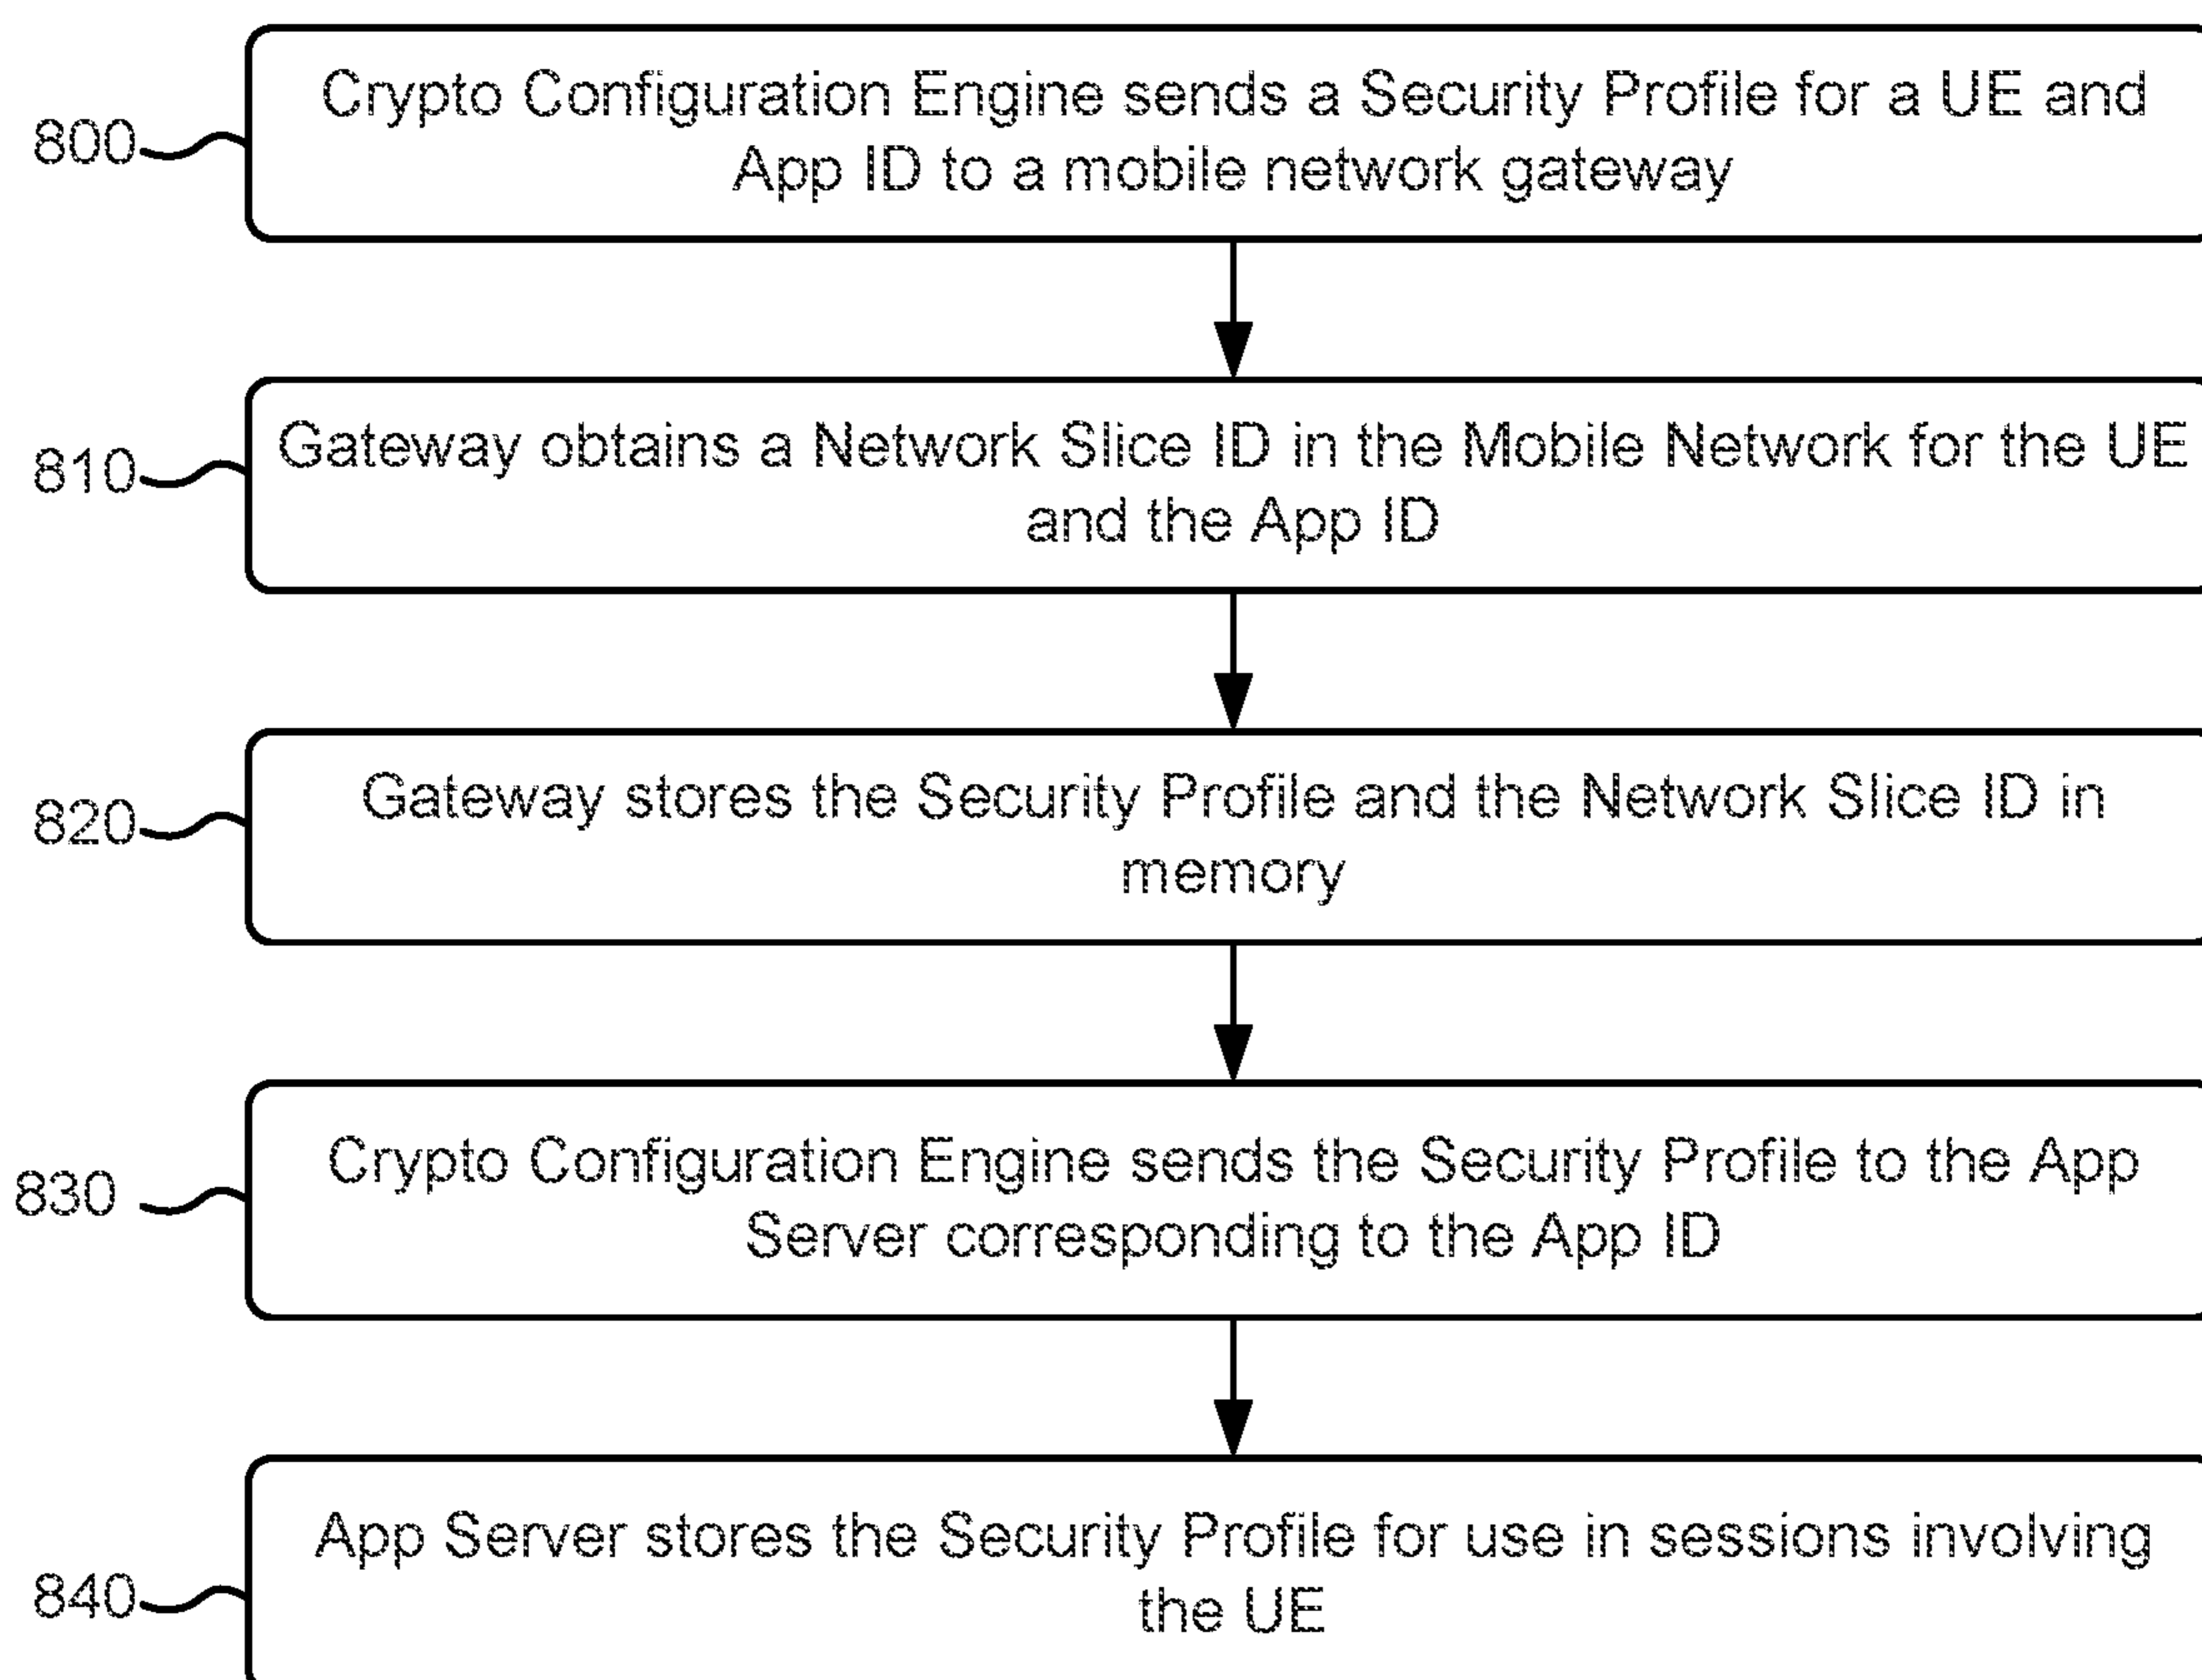 800
Crypto Configuration Engine sends a Security Profile for a UE and
App ID to a mobile network gateway
810
Gateway obtains a Network Slice ID in the Mobile Network for the UE
and the App ID
820
Gateway stores the Security Profile and the Network Slice ID in
memory
830
Crypto Configuration Engine sends the Security Profile to the App
Server corresponding to the App ID
840
App Server stores the Security Profile for use in sessions involving
the UE